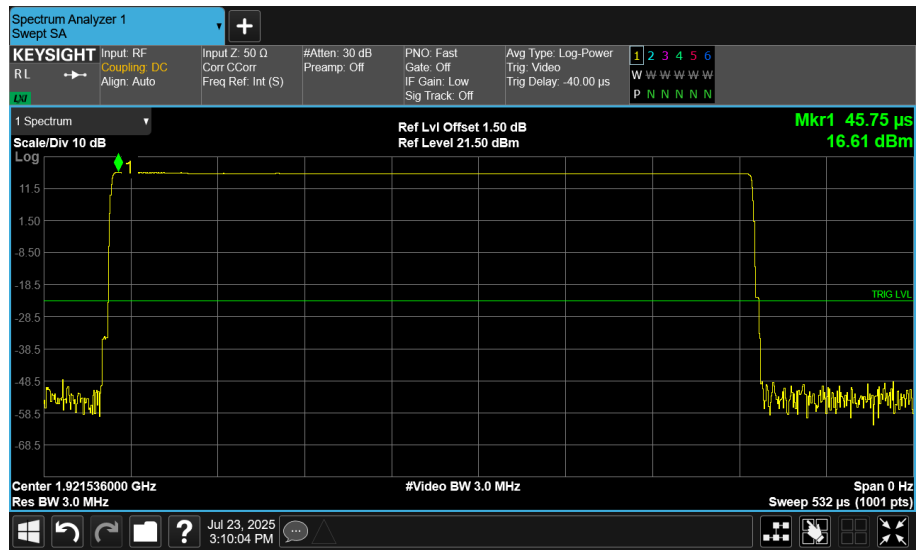 Spectrum Analyzer 1
Swept SA
KEYSIGHT Input: RF Input Z: 50 Ω #Atten: 30 dB PNO: Fast Avg Type: Log-Power 1 2 3 4 5 6
RL Coupling: DC Corr CCorr Preamp: Off Gate: Off Trig: Video W W W W W W
Align: Auto Freq Ref: Int (S) IF Gain: Low Trig Delay: -40.00 µs
LXI Sig Track: Off P N N N N N
1 Spectrum Ref Lvl Offset 1.50 dB Mkr1 45.75 µs
Scale/Div 10 dB Ref Level 21.50 dBm 16.61 dBm
Log
1
11.5
1.50
-8.50
-18.5
TRIG LVL
-28.5
-38.5
-48.5
-58.5
-68.5
Center 1.921536000 GHz #Video BW 3.0 MHz Span 0 Hz
Res BW 3.0 MHz Sweep 532 µs (1001 pts)
Jul 23, 2025
3:10:04 PM